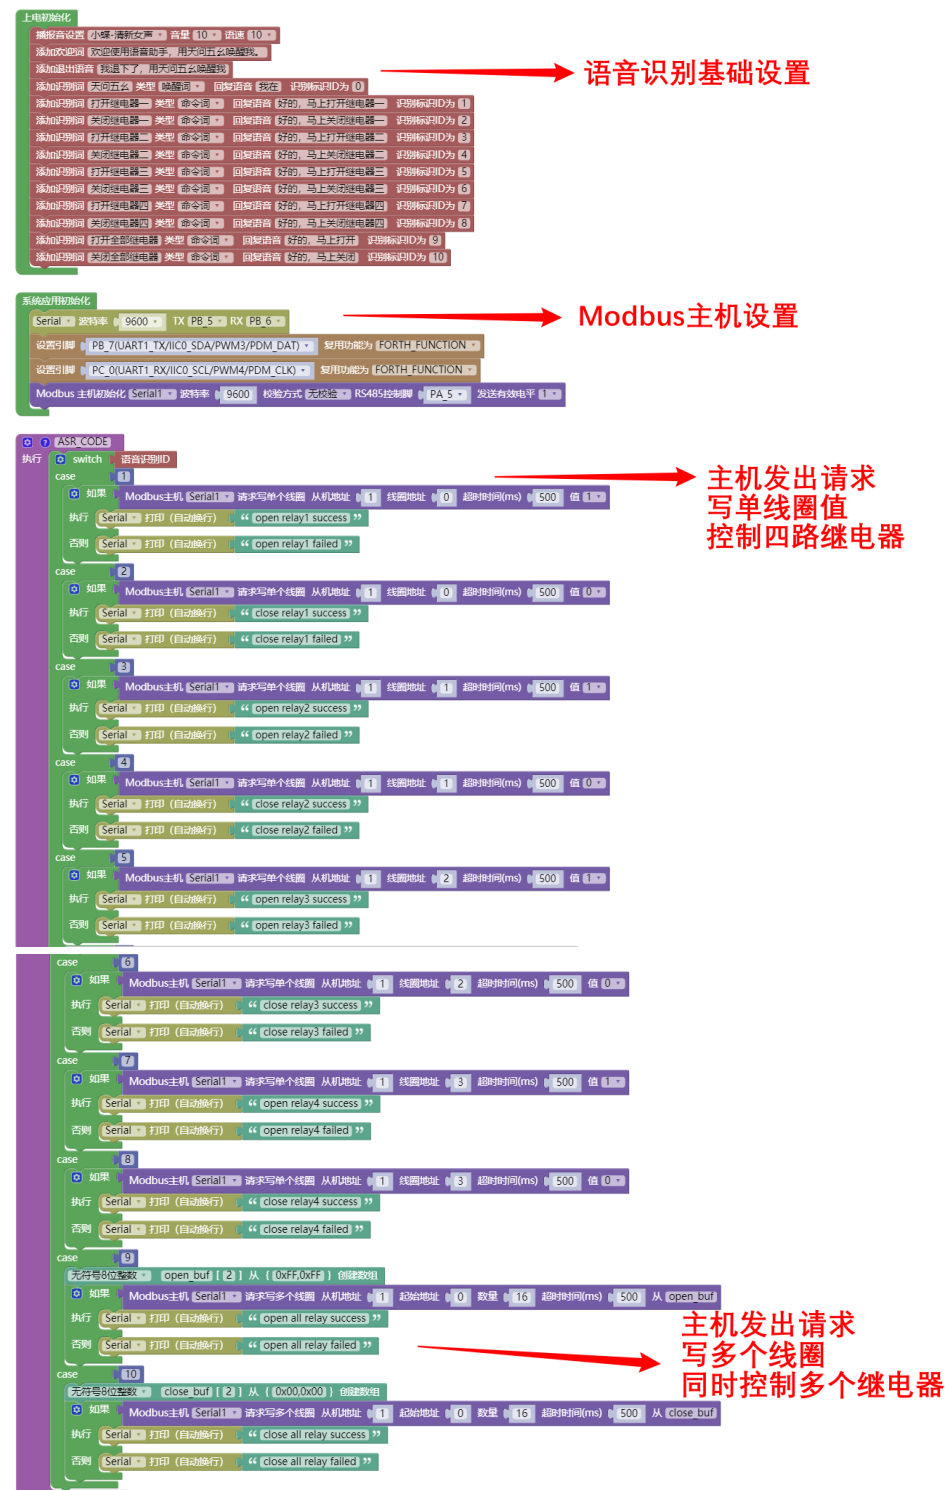 上电初始化
播报音设置 小蝶-清新女声 音量 10 语速 10
添加欢迎词 欢迎使用语音助手，用天问五幺唤醒我。
添加退出语音 我退下了，用天问五幺唤醒我
语音识别基础设置
添加识别词 天问五幺 类型 唤醒词 回复语音 我在 识别标识ID为 0
添加识别词 打开继电器一 类型 命令词 回复语音 好的，马上打开继电器一 识别标识ID为 1
添加识别词 关闭继电器一 类型 命令词 回复语音 好的，马上关闭继电器一 识别标识ID为 2
添加识别词 打开继电器二 类型 命令词 回复语音 好的，马上打开继电器二 识别标识ID为 3
添加识别词 关闭继电器二 类型 命令词 回复语音 好的，马上关闭继电器二 识别标识ID为 4
添加识别词 打开继电器三 类型 命令词 回复语音 好的，马上打开继电器三 识别标识ID为 5
添加识别词 关闭继电器三 类型 命令词 回复语音 好的，马上关闭继电器三 识别标识ID为 6
添加识别词 打开继电器四 类型 命令词 回复语音 好的，马上打开继电器四 识别标识ID为 7
添加识别词 关闭继电器四 类型 命令词 回复语音 好的，马上关闭继电器四 识别标识ID为 8
添加识别词 打开全部继电器 类型 命令词 回复语音 好的，马上打开 识别标识ID为 9
添加识别词 关闭全部继电器 类型 命令词 回复语音 好的，马上关闭 识别标识ID为 10
系统应用初始化
Serial 波特率 9600 TX PB_5 RX PB_6
Modbus主机设置
设置引脚 PB_7(UART1_TX/IIC0_SDA/PWM3/PDM_DAT) 复用功能为 FORTH_FUNCTION
设置引脚 PC_0(UART1_RX/IIC0_SCL/PWM4/PDM_CLK) 复用功能为 FORTH_FUNCTION
Modbus 主机初始化 Serial1 波特率 9600 校验方式 无校验 RS485控制脚 PA_5 发送有效电平 1
? ASR_CODE
执行 switch 语音识别ID
case 1
主机发出请求
写单线圈值
控制四路继电器
如果 Modbus主机 Serial1 请求写单个线圈 从机地址 1 线圈地址 0 超时时间(ms) 500 值 1
执行 Serial 打印（自动换行） “ open relay1 success ”
否则 Serial 打印（自动换行） “ open relay1 failed ”
case 2
如果 Modbus主机 Serial1 请求写单个线圈 从机地址 1 线圈地址 0 超时时间(ms) 500 值 0
执行 Serial 打印（自动换行） “ close relay1 success ”
否则 Serial 打印（自动换行） “ close relay1 failed ”
case 3
如果 Modbus主机 Serial1 请求写单个线圈 从机地址 1 线圈地址 1 超时时间(ms) 500 值 1
执行 Serial 打印（自动换行） “ open relay2 success ”
否则 Serial 打印（自动换行） “ open relay2 failed ”
case 4
如果 Modbus主机 Serial1 请求写单个线圈 从机地址 1 线圈地址 1 超时时间(ms) 500 值 0
执行 Serial 打印（自动换行） “ close relay2 success ”
否则 Serial 打印（自动换行） “ close relay2 failed ”
case 5
如果 Modbus主机 Serial1 请求写单个线圈 从机地址 1 线圈地址 2 超时时间(ms) 500 值 1
执行 Serial 打印（自动换行） “ open relay3 success ”
否则 Serial 打印（自动换行） “ open relay3 failed ”
case 6
如果 Modbus主机 Serial1 请求写单个线圈 从机地址 1 线圈地址 2 超时时间(ms) 500 值 0
执行 Serial 打印（自动换行） “ close relay3 success ”
否则 Serial 打印（自动换行） “ close relay3 failed ”
case 7
如果 Modbus主机 Serial1 请求写单个线圈 从机地址 1 线圈地址 3 超时时间(ms) 500 值 1
执行 Serial 打印（自动换行） “ open relay4 success ”
否则 Serial 打印（自动换行） “ open relay4 failed ”
case 8
如果 Modbus主机 Serial1 请求写单个线圈 从机地址 1 线圈地址 3 超时时间(ms) 500 值 0
执行 Serial 打印（自动换行） “ close relay4 success ”
否则 Serial 打印（自动换行） “ close relay4 failed ”
case 9
无符号8位整数 open_buf [ 2 ] 从 { 0xFF,0xFF } 创建数组
如果 Modbus主机 Serial1 请求写多个线圈 从机地址 1 起始地址 0 数量 16 超时时间(ms) 500 从 open_buf
执行 Serial 打印（自动换行） “ open all relay success ”
否则 Serial 打印（自动换行） “ open all relay failed ”
主机发出请求
写多个线圈
同时控制多个继电器
case 10
无符号8位整数 close_buf [ 2 ] 从 { 0x00,0x00 } 创建数组
如果 Modbus主机 Serial1 请求写多个线圈 从机地址 1 起始地址 0 数量 16 超时时间(ms) 500 从 close_buf
执行 Serial 打印（自动换行） “ close all relay success ”
否则 Serial 打印（自动换行） “ close all relay failed ”